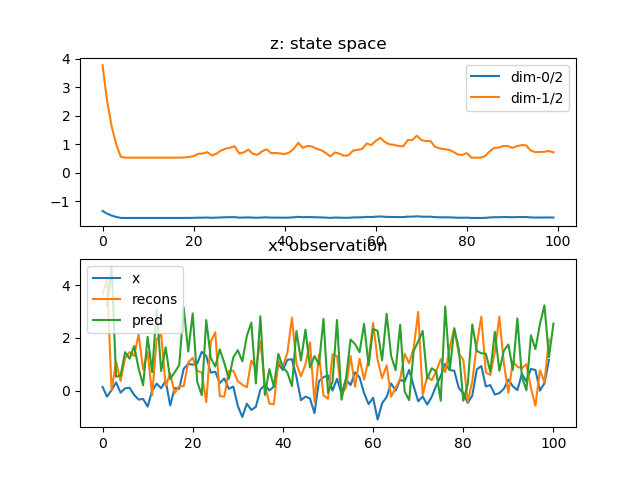 z: state space
4
3
2
1
0
−1
dim-0/2
dim-1/2
0 20 40 60 80 100
x: observation
4
2
0
x
recons
pred
0 20 40 60 80 100